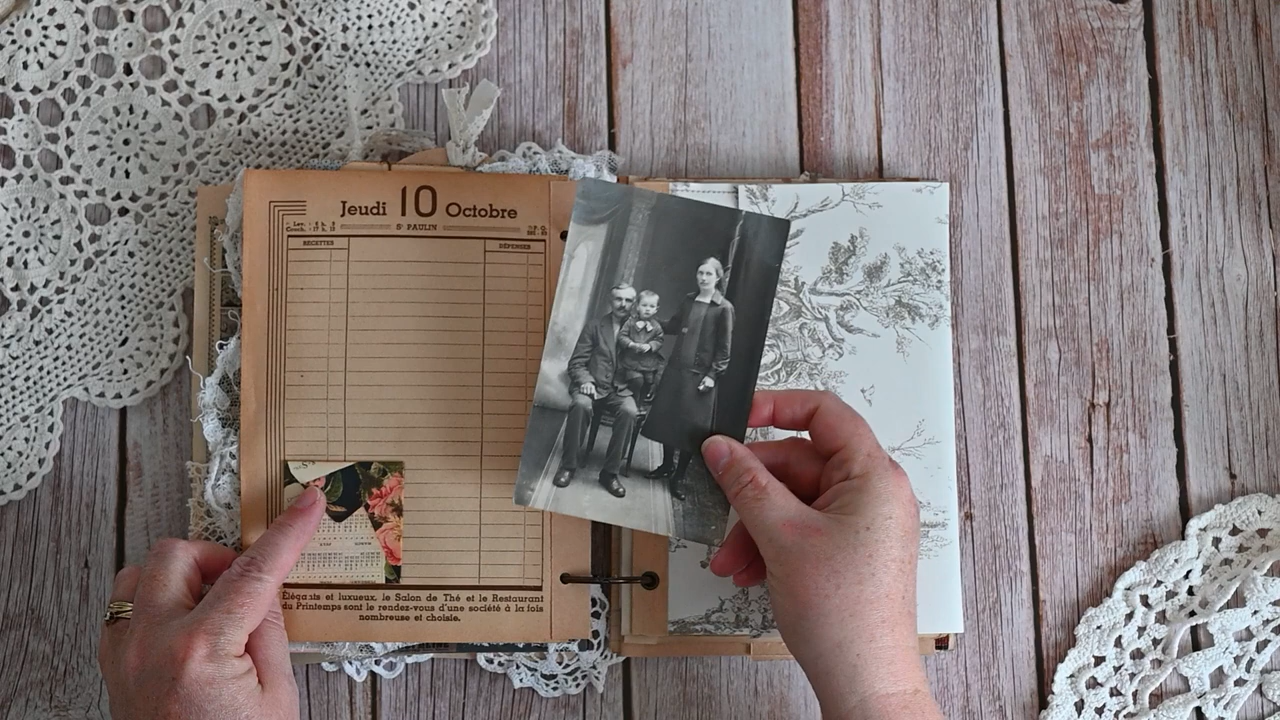 Jeudi 10 Octobre
St PAULIN
RECETTES
DÉPENSES
Élégants et luxueux, le Salon de Thé et le Restaurant
du Printemps sont le rendez-vous d'une société à la fois
nombreuse et choisie.